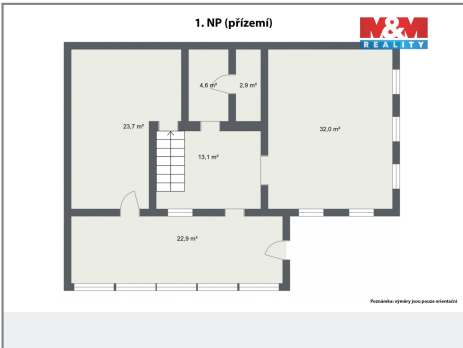 1. NP (přízemí)
M&M
REALITY
4,6 m²
2,9 m²
23,7 m²
32,0 m²
13,1 m²
22,9 m²
Poznámka: výměry jsou pouze orientační